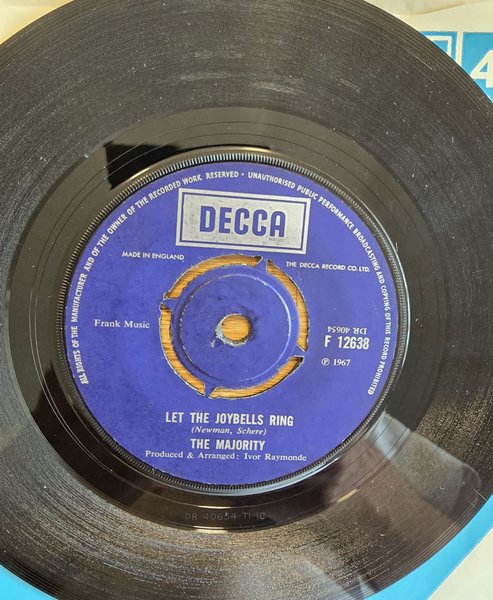 ALL RIGHTS OF THE MANUFACTURER AND OF THE OWNER OF THE RECORDED WORK RESERVED • UNAUTHORISED PUBLIC PERFORMANCE BROADCASTING AND COPYING OF THIS RECORD PROHIBITED
DECCA
MADE IN ENGLAND
THE DECCA RECORD CO. LTD.
Frank Music
DR 40654
F 12638
℗ 1967
LET THE JOYBELLS RING
(Newman, Schere)
THE MAJORITY
Produced & Arranged: Ivor Raymonde